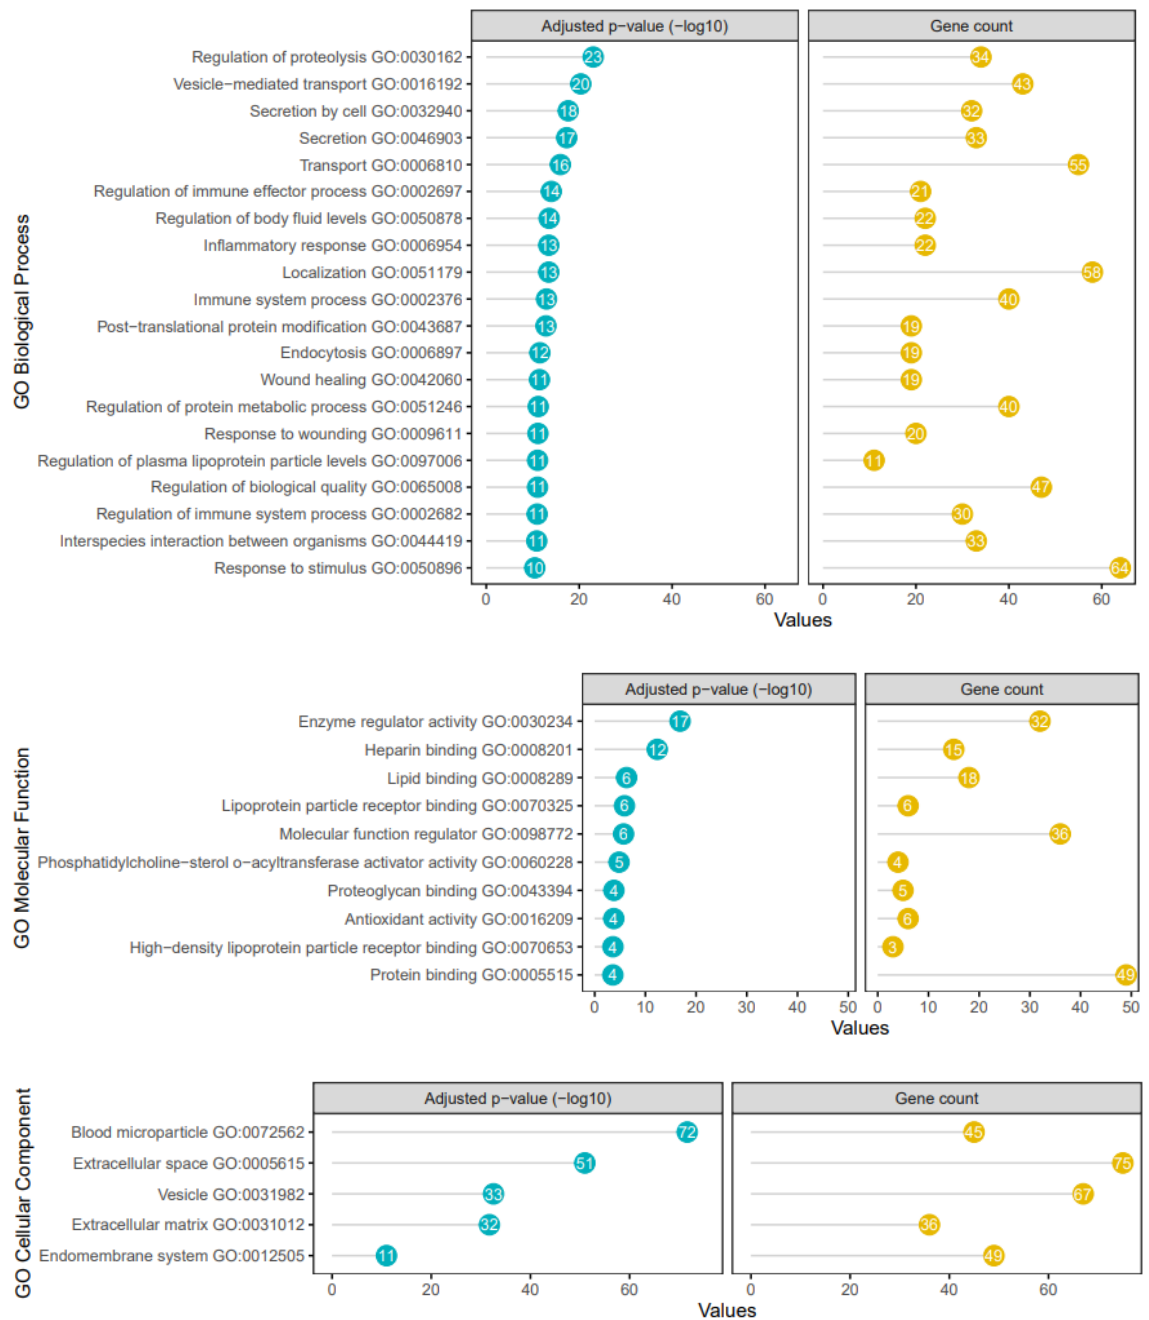 GO Biological Process
Adjusted p−value (−log10) Gene count
Regulation of proteolysis GO:0030162 23 34
Vesicle−mediated transport GO:0016192 20 43
Secretion by cell GO:0032940 18 32
Secretion GO:0046903 17 33
Transport GO:0006810 16 55
Regulation of immune effector process GO:0002697 14 21
Regulation of body fluid levels GO:0050878 14 22
Inflammatory response GO:0006954 13 22
Localization GO:0051179 13 58
Immune system process GO:0002376 13 40
Post−translational protein modification GO:0043687 13 19
Endocytosis GO:0006897 12 19
Wound healing GO:0042060 11 19
Regulation of protein metabolic process GO:0051246 11 40
Response to wounding GO:0009611 11 20
Regulation of plasma lipoprotein particle levels GO:0097006 11 11
Regulation of biological quality GO:0065008 11 47
Regulation of immune system process GO:0002682 11 30
Interspecies interaction between organisms GO:0044419 11 33
Response to stimulus GO:0050896 10 64
0 20 40 60 0 20 40 60
Values
GO Molecular Function
Adjusted p−value (−log10) Gene count
Enzyme regulator activity GO:0030234 17 32
Heparin binding GO:0008201 12 15
Lipid binding GO:0008289 6 18
Lipoprotein particle receptor binding GO:0070325 6 6
Molecular function regulator GO:0098772 6 36
Phosphatidylcholine−sterol o−acyltransferase activator activity GO:0060228 5 4
Proteoglycan binding GO:0043394 4 5
Antioxidant activity GO:0016209 4 6
High−density lipoprotein particle receptor binding GO:0070653 4 3
Protein binding GO:0005515 4 49
0 10 20 30 40 50 0 10 20 30 40 50
Values
GO Cellular Component
Adjusted p−value (−log10) Gene count
Blood microparticle GO:0072562 72 45
Extracellular space GO:0005615 51 75
Vesicle GO:0031982 33 67
Extracellular matrix GO:0031012 32 36
Endomembrane system GO:0012505 11 49
0 20 40 60 0 20 40 60
Values